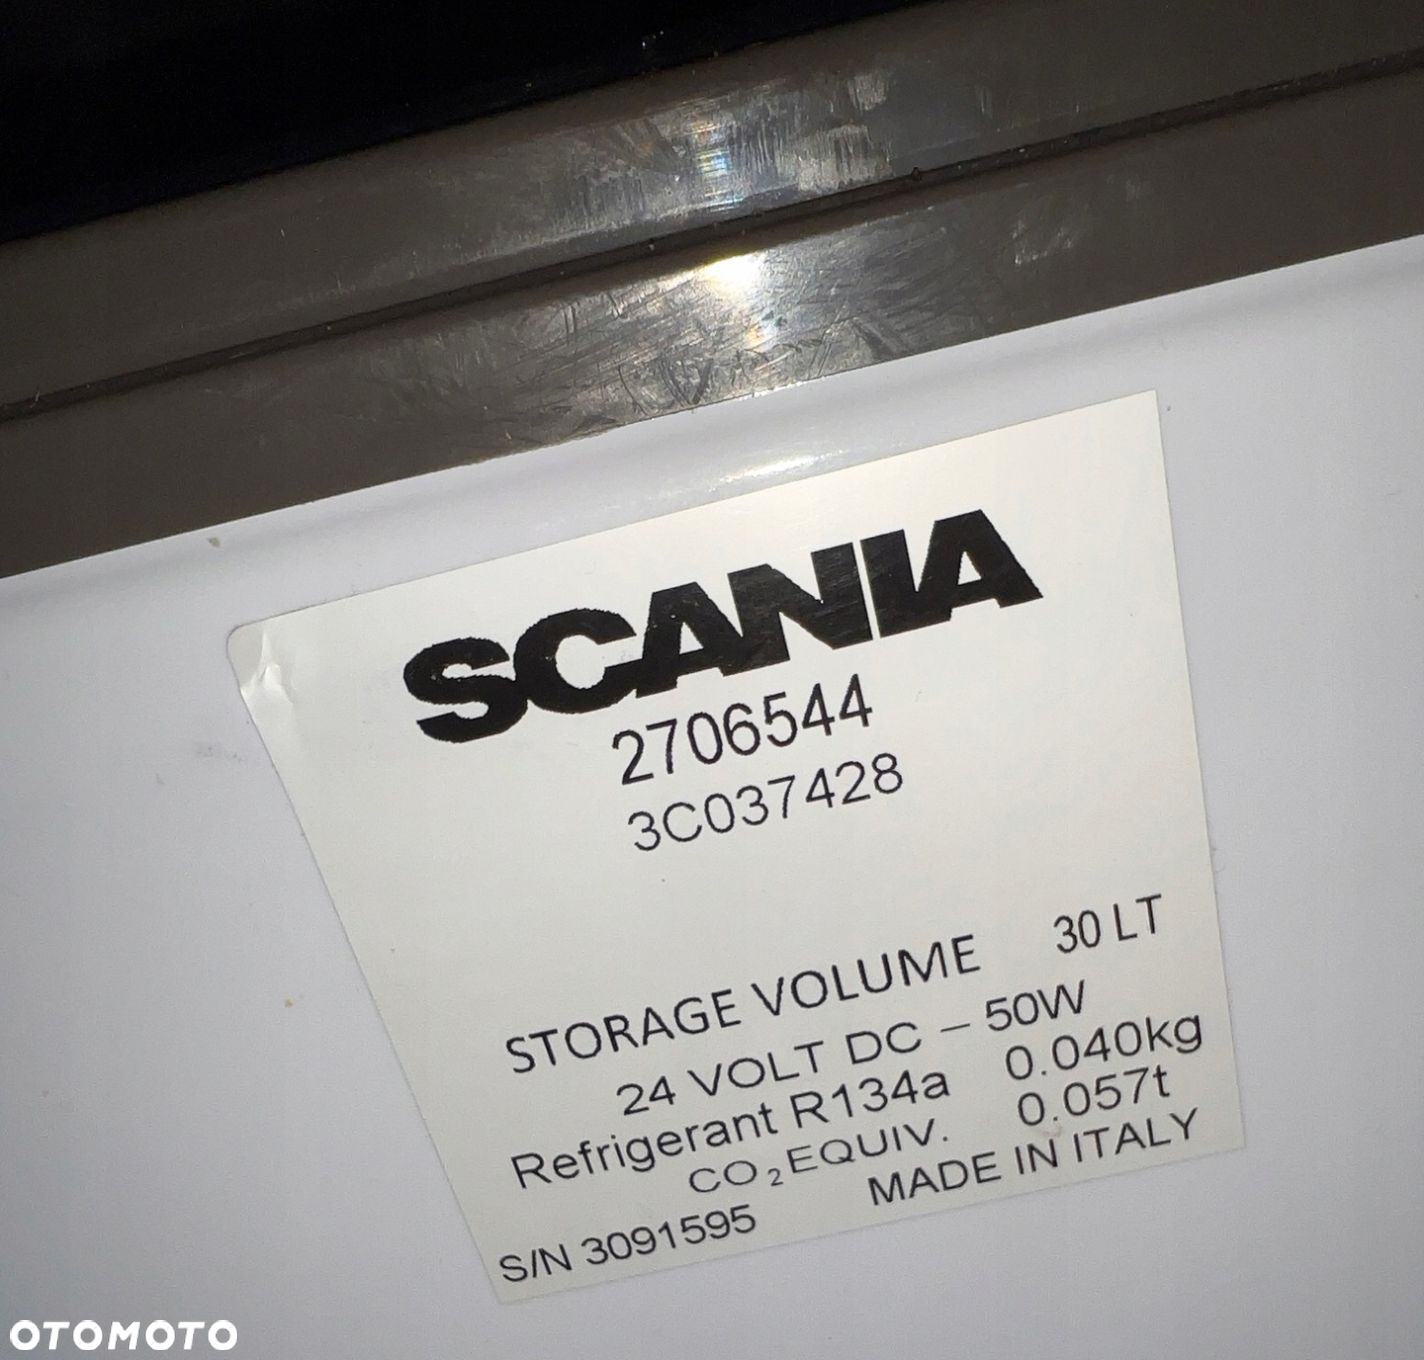 SCANIA
2706544
3C037428
STORAGE VOLUME 30 LT
24 VOLT DC – 50W
Refrigerant R134a 0.040kg
CO₂EQUIV. 0.057t
S/N 3091595 MADE IN ITALY
OTOMOTO